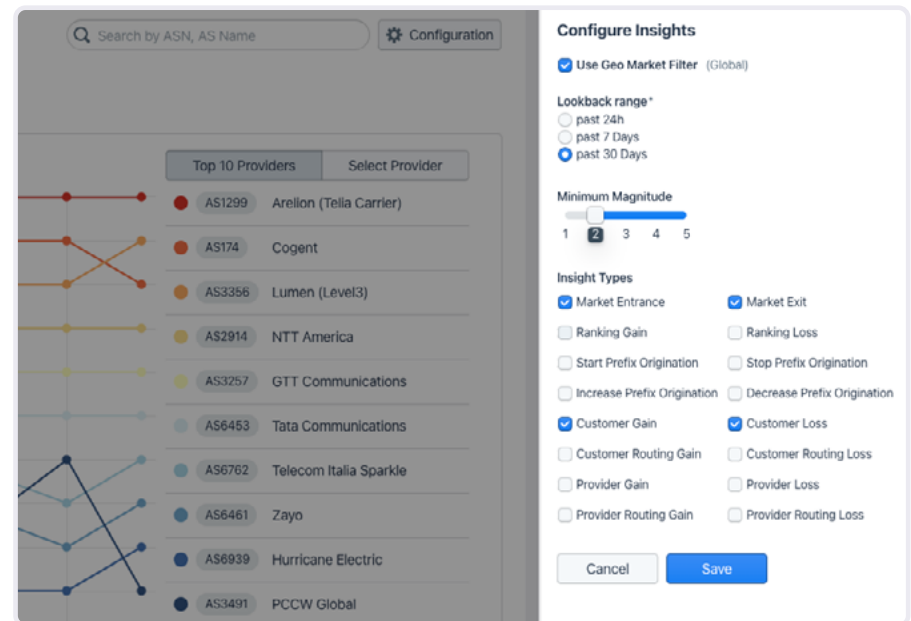 Search by ASN, AS Name
Configuration
Top 10 Providers
Select Provider
AS1299 Arelion (Telia Carrier)
AS174 Cogent
AS3356 Lumen (Level3)
AS2914 NTT America
AS3257 GTT Communications
AS6453 Tata Communications
AS6762 Telecom Italia Sparkle
AS6461 Zayo
AS6939 Hurricane Electric
AS3491 PCCW Global
Configure Insights
Use Geo Market Filter (Global)
Lookback range*
past 24h
past 7 Days
past 30 Days
Minimum Magnitude
1 2 3 4 5
Insight Types
Market Entrance Market Exit
Ranking Gain Ranking Loss
Start Prefix Origination Stop Prefix Origination
Increase Prefix Origination Decrease Prefix Origination
Customer Gain Customer Loss
Customer Routing Gain Customer Routing Loss
Provider Gain Provider Loss
Provider Routing Gain Provider Routing Loss
Cancel Save